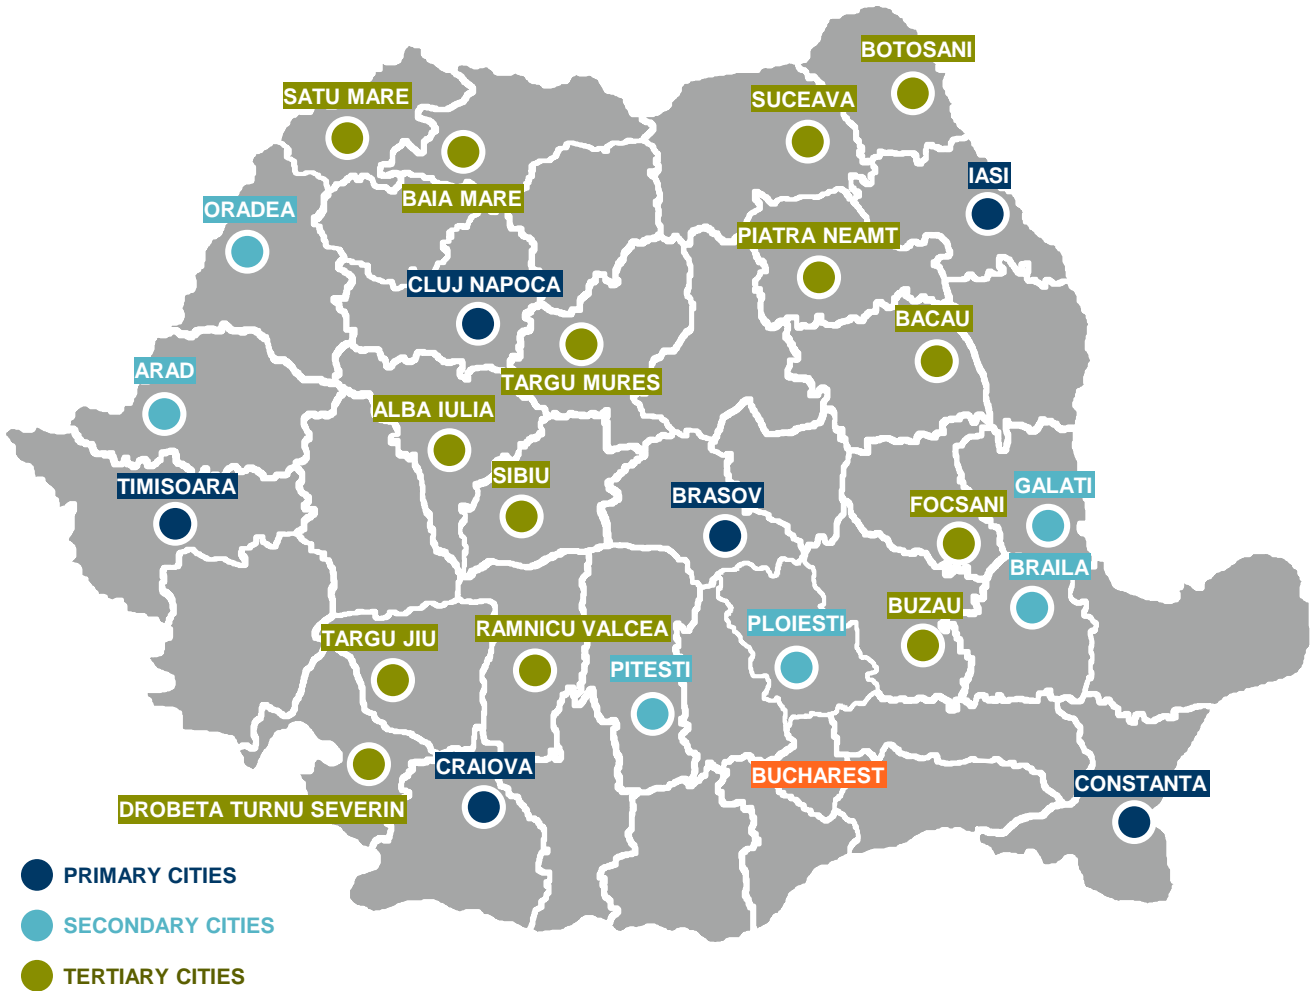 BOTOSANI
SATU MARE
SUCEAVA
IASI
BAIA MARE
ORADEA
PIATRA NEAMT
CLUJ NAPOCA
BACAU
ARAD
TARGU MURES
ALBA IULIA
SIBIU
TIMISOARA
BRASOV
GALATI
FOCSANI
BRAILA
BUZAU
PLOIESTI
RAMNICU VALCEA
TARGU JIU
PITESTI
CRAIOVA
BUCHAREST
CONSTANTA
DROBETA TURNU SEVERIN
PRIMARY CITIES
SECONDARY CITIES
TERTIARY CITIES